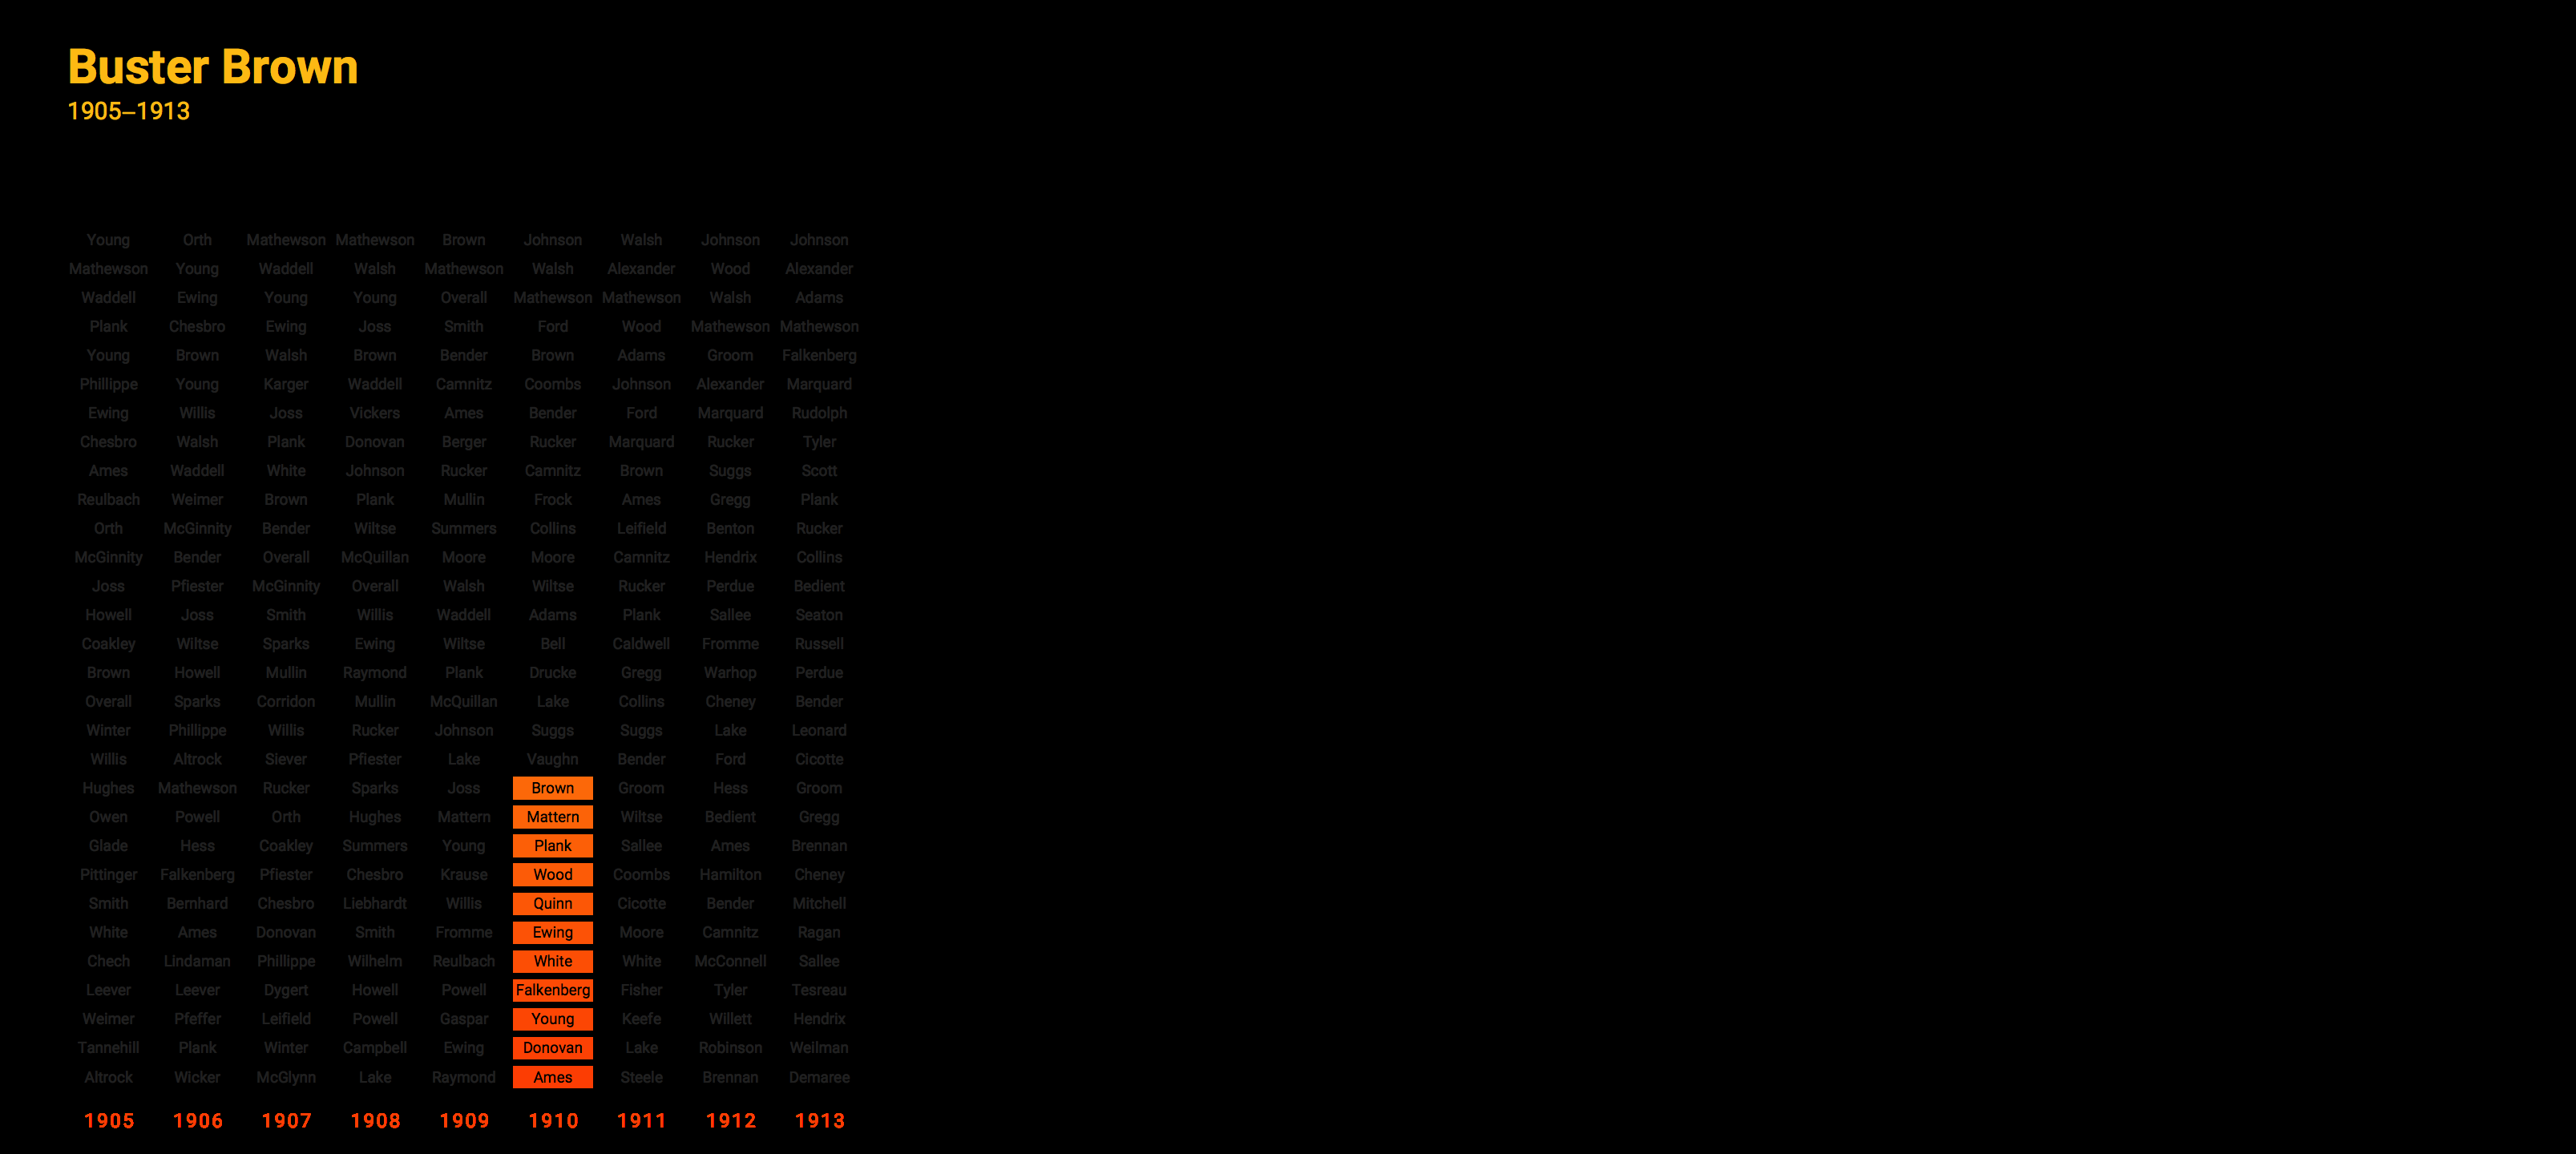 Buster Brown
1905–1913
Young Orth Mathewson Mathewson Brown Johnson Walsh Johnson Johnson
Mathewson Young Waddell Walsh Mathewson Walsh Alexander Wood Alexander
Waddell Ewing Young Young Overall Mathewson Mathewson Walsh Adams
Plank Chesbro Ewing Joss Smith Ford Wood Mathewson Mathewson
Young Brown Walsh Brown Bender Brown Adams Groom Falkenberg
Phillippe Young Karger Waddell Camnitz Coombs Johnson Alexander Marquard
Ewing Willis Joss Vickers Ames Bender Ford Marquard Rudolph
Chesbro Walsh Plank Donovan Berger Rucker Marquard Rucker Tyler
Ames Waddell White Johnson Rucker Camnitz Brown Suggs Scott
Reulbach Weimer Brown Plank Mullin Frock Ames Gregg Plank
Orth McGinnity Bender Wiltse Summers Collins Leifield Benton Rucker
McGinnity Bender Overall McQuillan Moore Moore Camnitz Hendrix Collins
Joss Pfiester McGinnity Overall Walsh Wiltse Rucker Perdue Bedient
Howell Joss Smith Willis Waddell Adams Plank Sallee Seaton
Coakley Wiltse Sparks Ewing Wiltse Bell Caldwell Fromme Russell
Brown Howell Mullin Raymond Plank Drucke Gregg Warhop Perdue
Overall Sparks Corridon Mullin McQuillan Lake Collins Cheney Bender
Winter Phillippe Willis Rucker Johnson Suggs Suggs Lake Leonard
Willis Altrock Siever Pfiester Lake Vaughn Bender Ford Cicotte
Hughes Mathewson Rucker Sparks Joss Brown Groom Hess Groom
Owen Powell Orth Hughes Mattern Mattern Wiltse Bedient Gregg
Glade Hess Coakley Summers Young Plank Sallee Ames Brennan
Pittinger Falkenberg Pfiester Chesbro Krause Wood Coombs Hamilton Cheney
Smith Bernhard Chesbro Liebhardt Willis Quinn Cicotte Bender Mitchell
White Ames Donovan Smith Fromme Ewing Moore Camnitz Ragan
Chech Lindaman Phillippe Wilhelm Reulbach White White McConnell Sallee
Leever Leever Dygert Howell Powell Falkenberg Fisher Tyler Tesreau
Weimer Pfeffer Leifield Powell Gaspar Young Keefe Willett Hendrix
Tannehill Plank Winter Campbell Ewing Donovan Lake Robinson Weilman
Altrock Wicker McGlynn Lake Raymond Ames Steele Brennan Demaree
1905 1906 1907 1908 1909 1910 1911 1912 1913